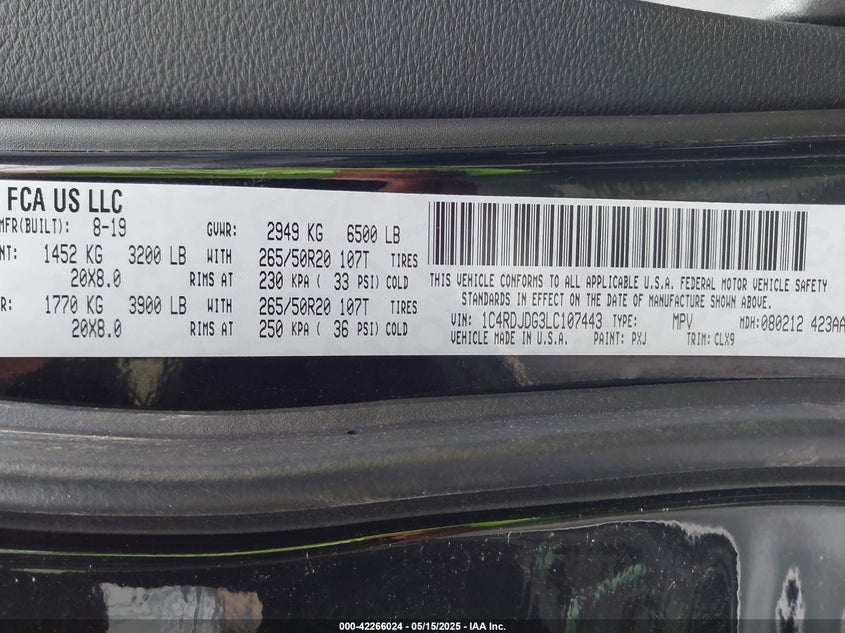 FCA US LLC
MFR(BUILT): 8-19 GVWR: 2949 KG 6500 LB
NT: 1452 KG 3200 LB WITH 265/50R20 107T TIRES
20X8.0 RIMS AT 230 KPA ( 33 PSI) COLD
R: 1770 KG 3900 LB WITH 265/50R20 107T TIRES
20X8.0 RIMS AT 250 KPA ( 36 PSI) COLD
THIS VEHICLE CONFORMS TO ALL APPLICABLE U.S.A. FEDERAL MOTOR VEHICLE SAFETY
STANDARDS IN EFFECT ON THE DATE OF MANUFACTURE SHOWN ABOVE.
VIN: 1C4RDJDG3LC107443 TYPE: MPV MDH:080212 423AA
VEHICLE MADE IN U.S.A. PAINT: PXJ TRIM: CLX9
000-42266024 - 05/15/2025 - IAA Inc.